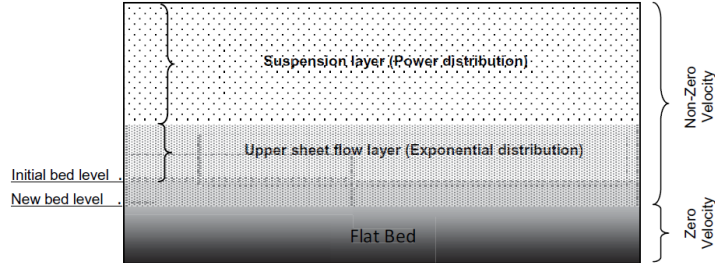 Suspension layer (Power distribution)
Upper sheet flow layer (Exponential distribution)
Initial bed level
New bed level
Flat Bed
Non-Zero
Velocity
Zero
Velocity